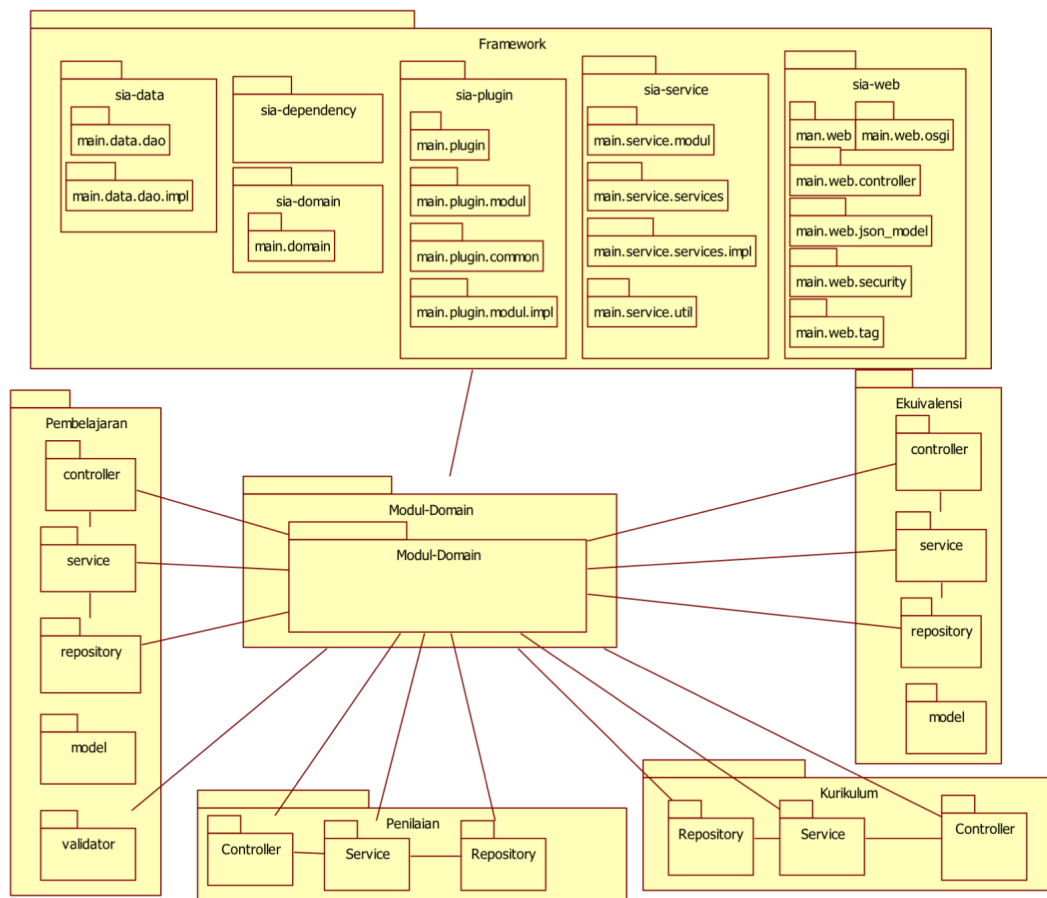 Framework
sia-data
main.data.dao
main.data.dao.impl
sia-dependency
sia-domain
main.domain
sia-plugin
main.plugin
main.plugin.modul
main.plugin.common
main.plugin.modul.impl
sia-service
main.service.modul
main.service.services
main.service.services.impl
main.service.util
sia-web
man.web
main.web.osgi
main.web.controller
main.web.json_model
main.web.security
main.web.tag
Pembelajaran
controller
service
repository
model
validator
Modul-Domain
Modul-Domain
Ekuivalensi
controller
service
repository
model
Penilaian
Controller
Service
Repository
Kurikulum
Repository
Service
Controller